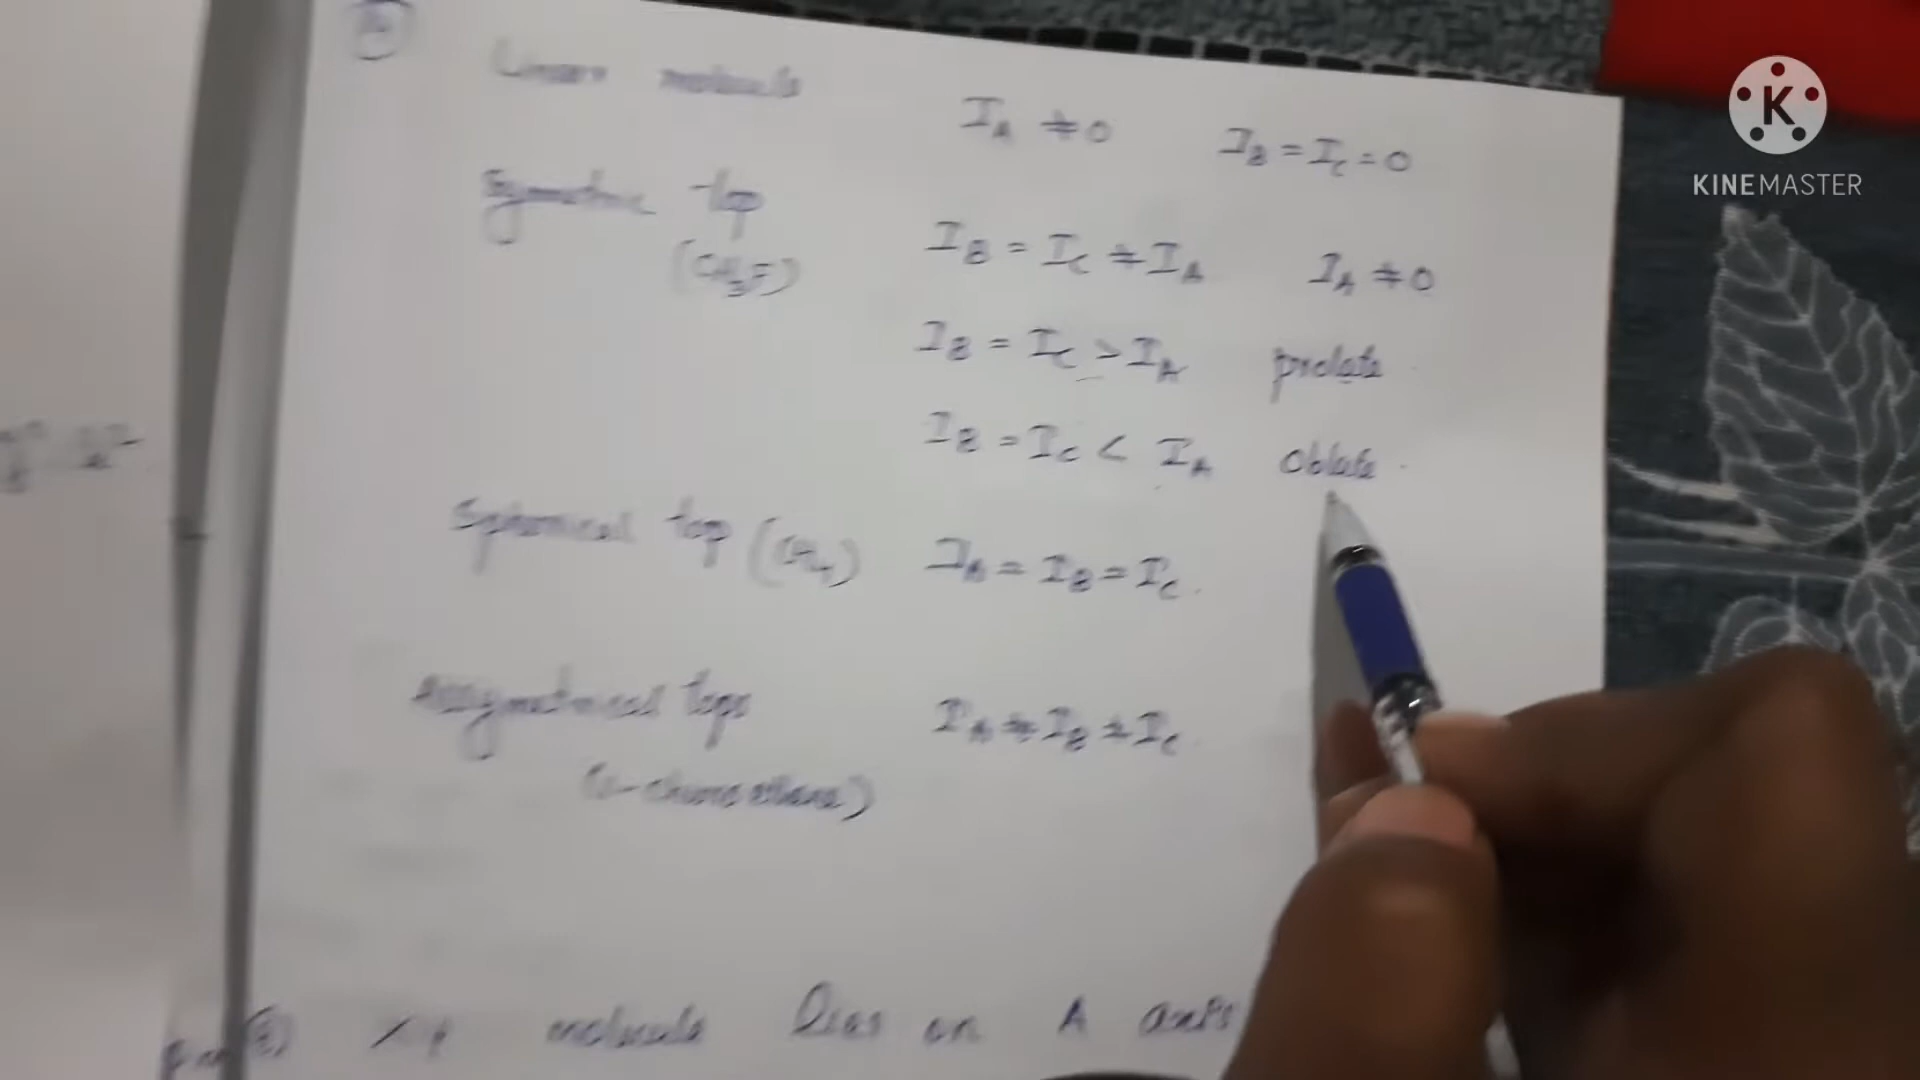 Linear molecule I_A ≠ 0 I_B = I_C = 0
Symmetric top
(CH3F)
I_B = I_C ≠ I_A I_A ≠ 0
I_B = I_C > I_A prolate
I_B = I_C < I_A Oblate
Spherical top (CH4) I_A = I_B = I_C.
Assymetrical tops I_A ≠ I_B ≠ I_C
molecule lies on A axis
KINEMASTER